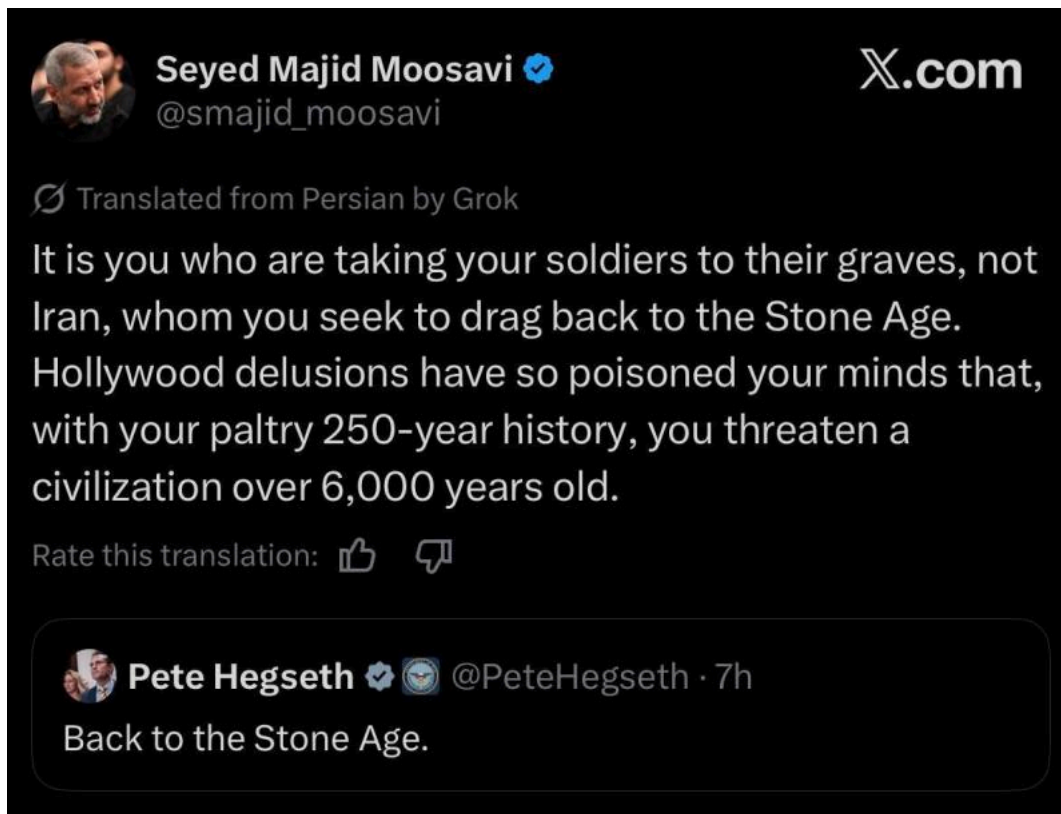 Seyed Majid Moosavi
X.com
@smajid_moosavi
Translated from Persian by Grok
It is you who are taking your soldiers to their graves, not
Iran, whom you seek to drag back to the Stone Age.
Hollywood delusions have so poisoned your minds that,
with your paltry 250-year history, you threaten a
civilization over 6,000 years old.
Rate this translation:
Pete Hegseth @PeteHegseth · 7h
Back to the Stone Age.